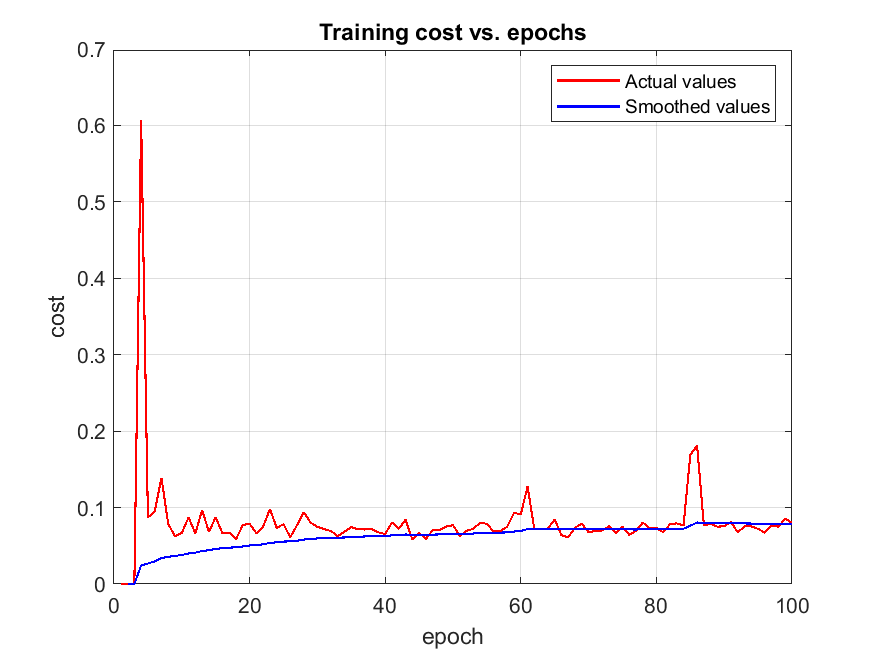 Training cost vs. epochs
0.7
0.6
0.5
0.4
0.3
0.2
0.1
0
Actual values
Smoothed values
cost
0 20 40 60 80 100
epoch